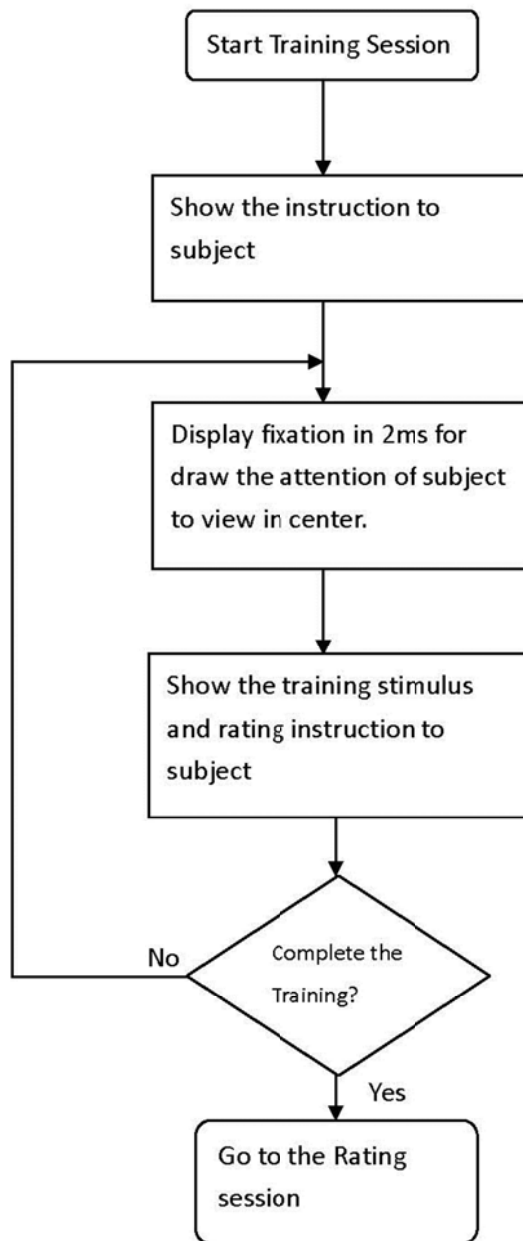 Start Training Session
Show the instruction to
subject
Display fixation in 2ms for
draw the attention of subject
to view in center.
Show the training stimulus
and rating instruction to
subject
No
Complete the
Training?
Yes
Go to the Rating
session